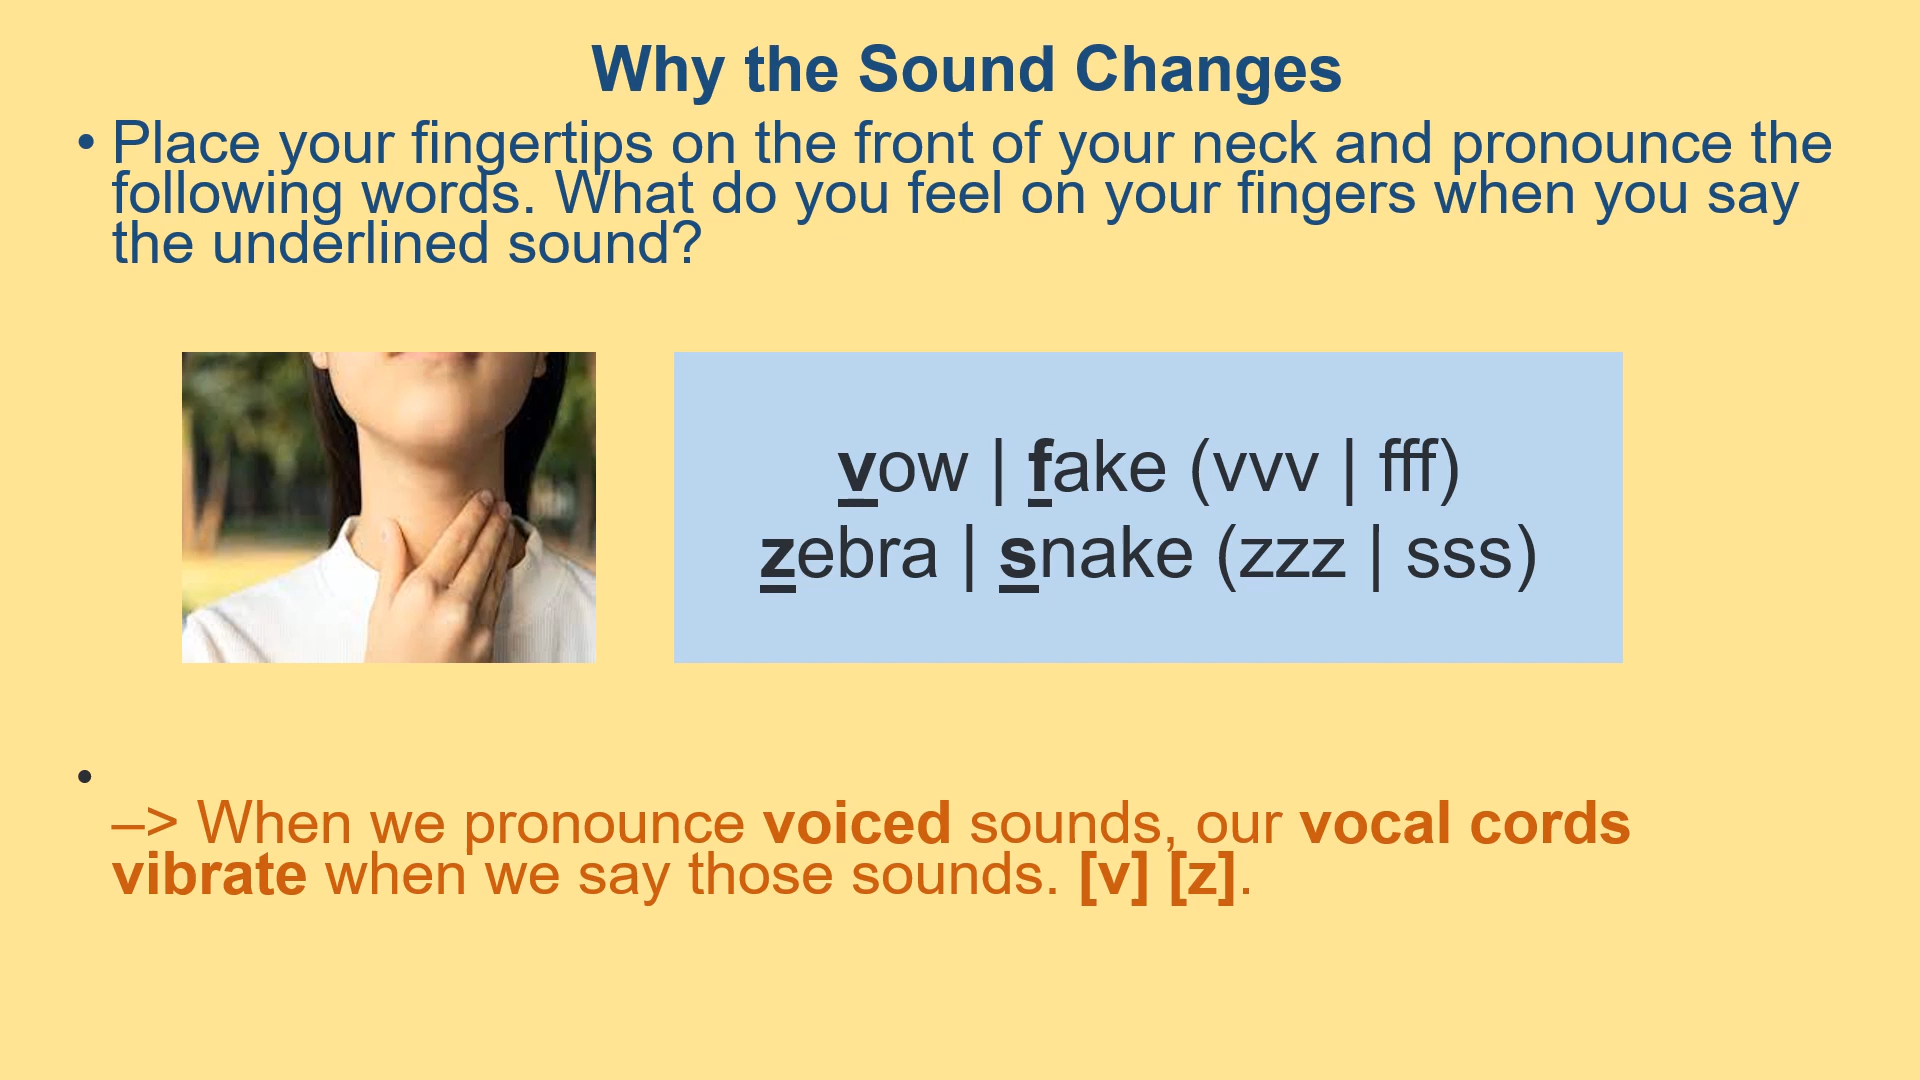 Why the Sound Changes
• Place your fingertips on the front of your neck and pronounce the
following words. What do you feel on your fingers when you say
the underlined sound?
vow | fake (vvv | fff)
zebra | snake (zzz | sss)
•
–> When we pronounce voiced sounds, our vocal cords
vibrate when we say those sounds. [v] [z].